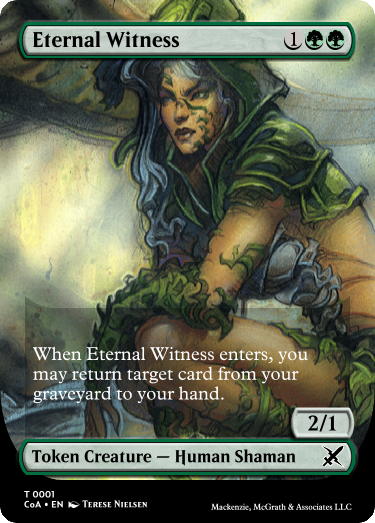 Eternal Witness 1
When Eternal Witness enters, you
may return target card from your
graveyard to your hand.
2/1
Token Creature — Human Shaman
T 0001
CoA • EN Terese Nielsen
Mackenzie, McGrath & Associates LLC